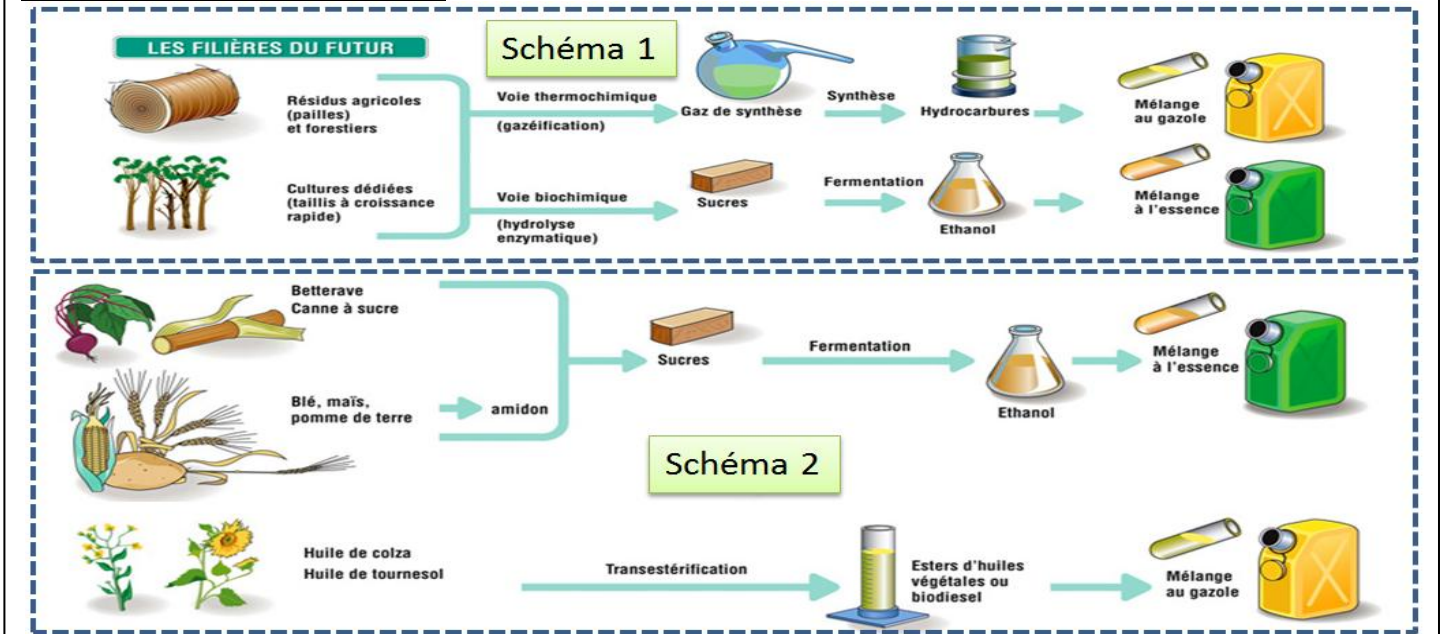 LES FILIÈRES DU FUTUR
Schéma 1
Résidus agricoles
(pailles)
et forestiers
Voie thermochimique
(gazéification)
Gaz de synthèse
Synthèse
Hydrocarbures
Mélange
au gazole
Cultures dédiées
(taillis à croissance
rapide)
Voie biochimique
(hydrolyse
enzymatique)
Sucres
Fermentation
Ethanol
Mélange
à l'essence
Betterave
Canne à sucre
Blé, maïs,
pomme de terre
amidon
Sucres
Fermentation
Ethanol
Mélange
à l'essence
Schéma 2
Huile de colza
Huile de tournesol
Transestérification
Esters d'huiles
végétales ou
biodiesel
Mélange
au gazole